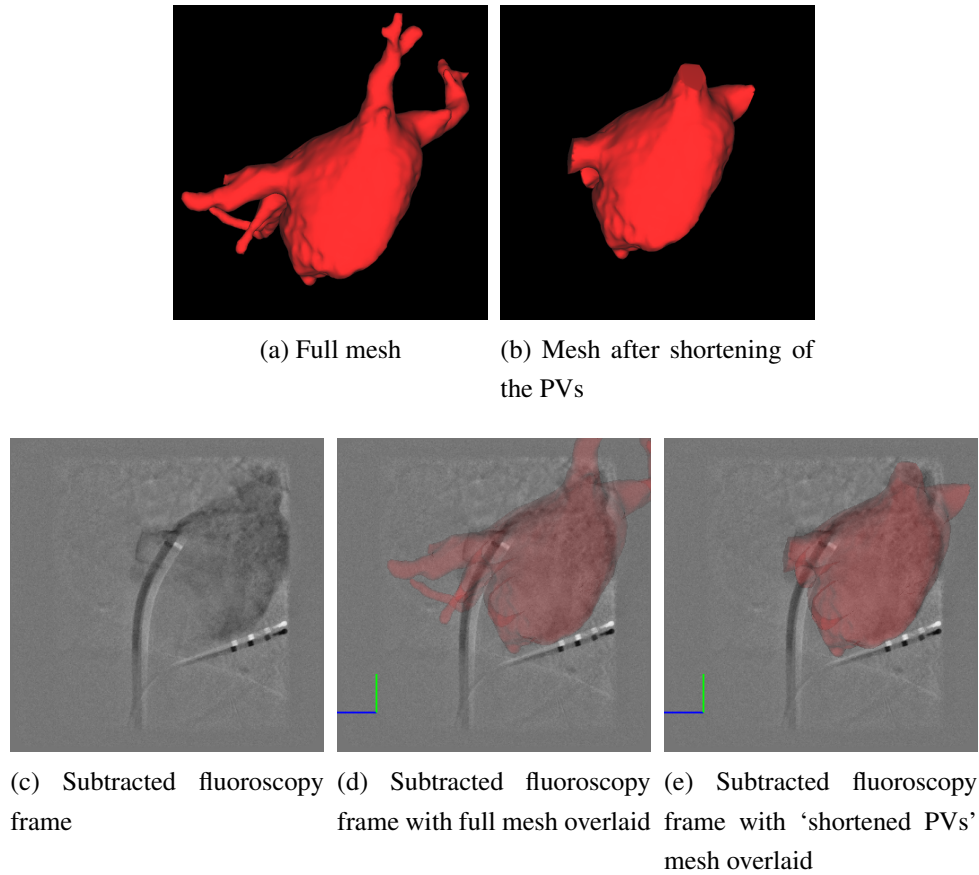 (a) Full mesh
(b) Mesh after shortening of
the PVs
(c) Subtracted fluoroscopy
frame
(d) Subtracted fluoroscopy
frame with full mesh overlaid
(e) Subtracted fluoroscopy
frame with ‘shortened PVs’
mesh overlaid